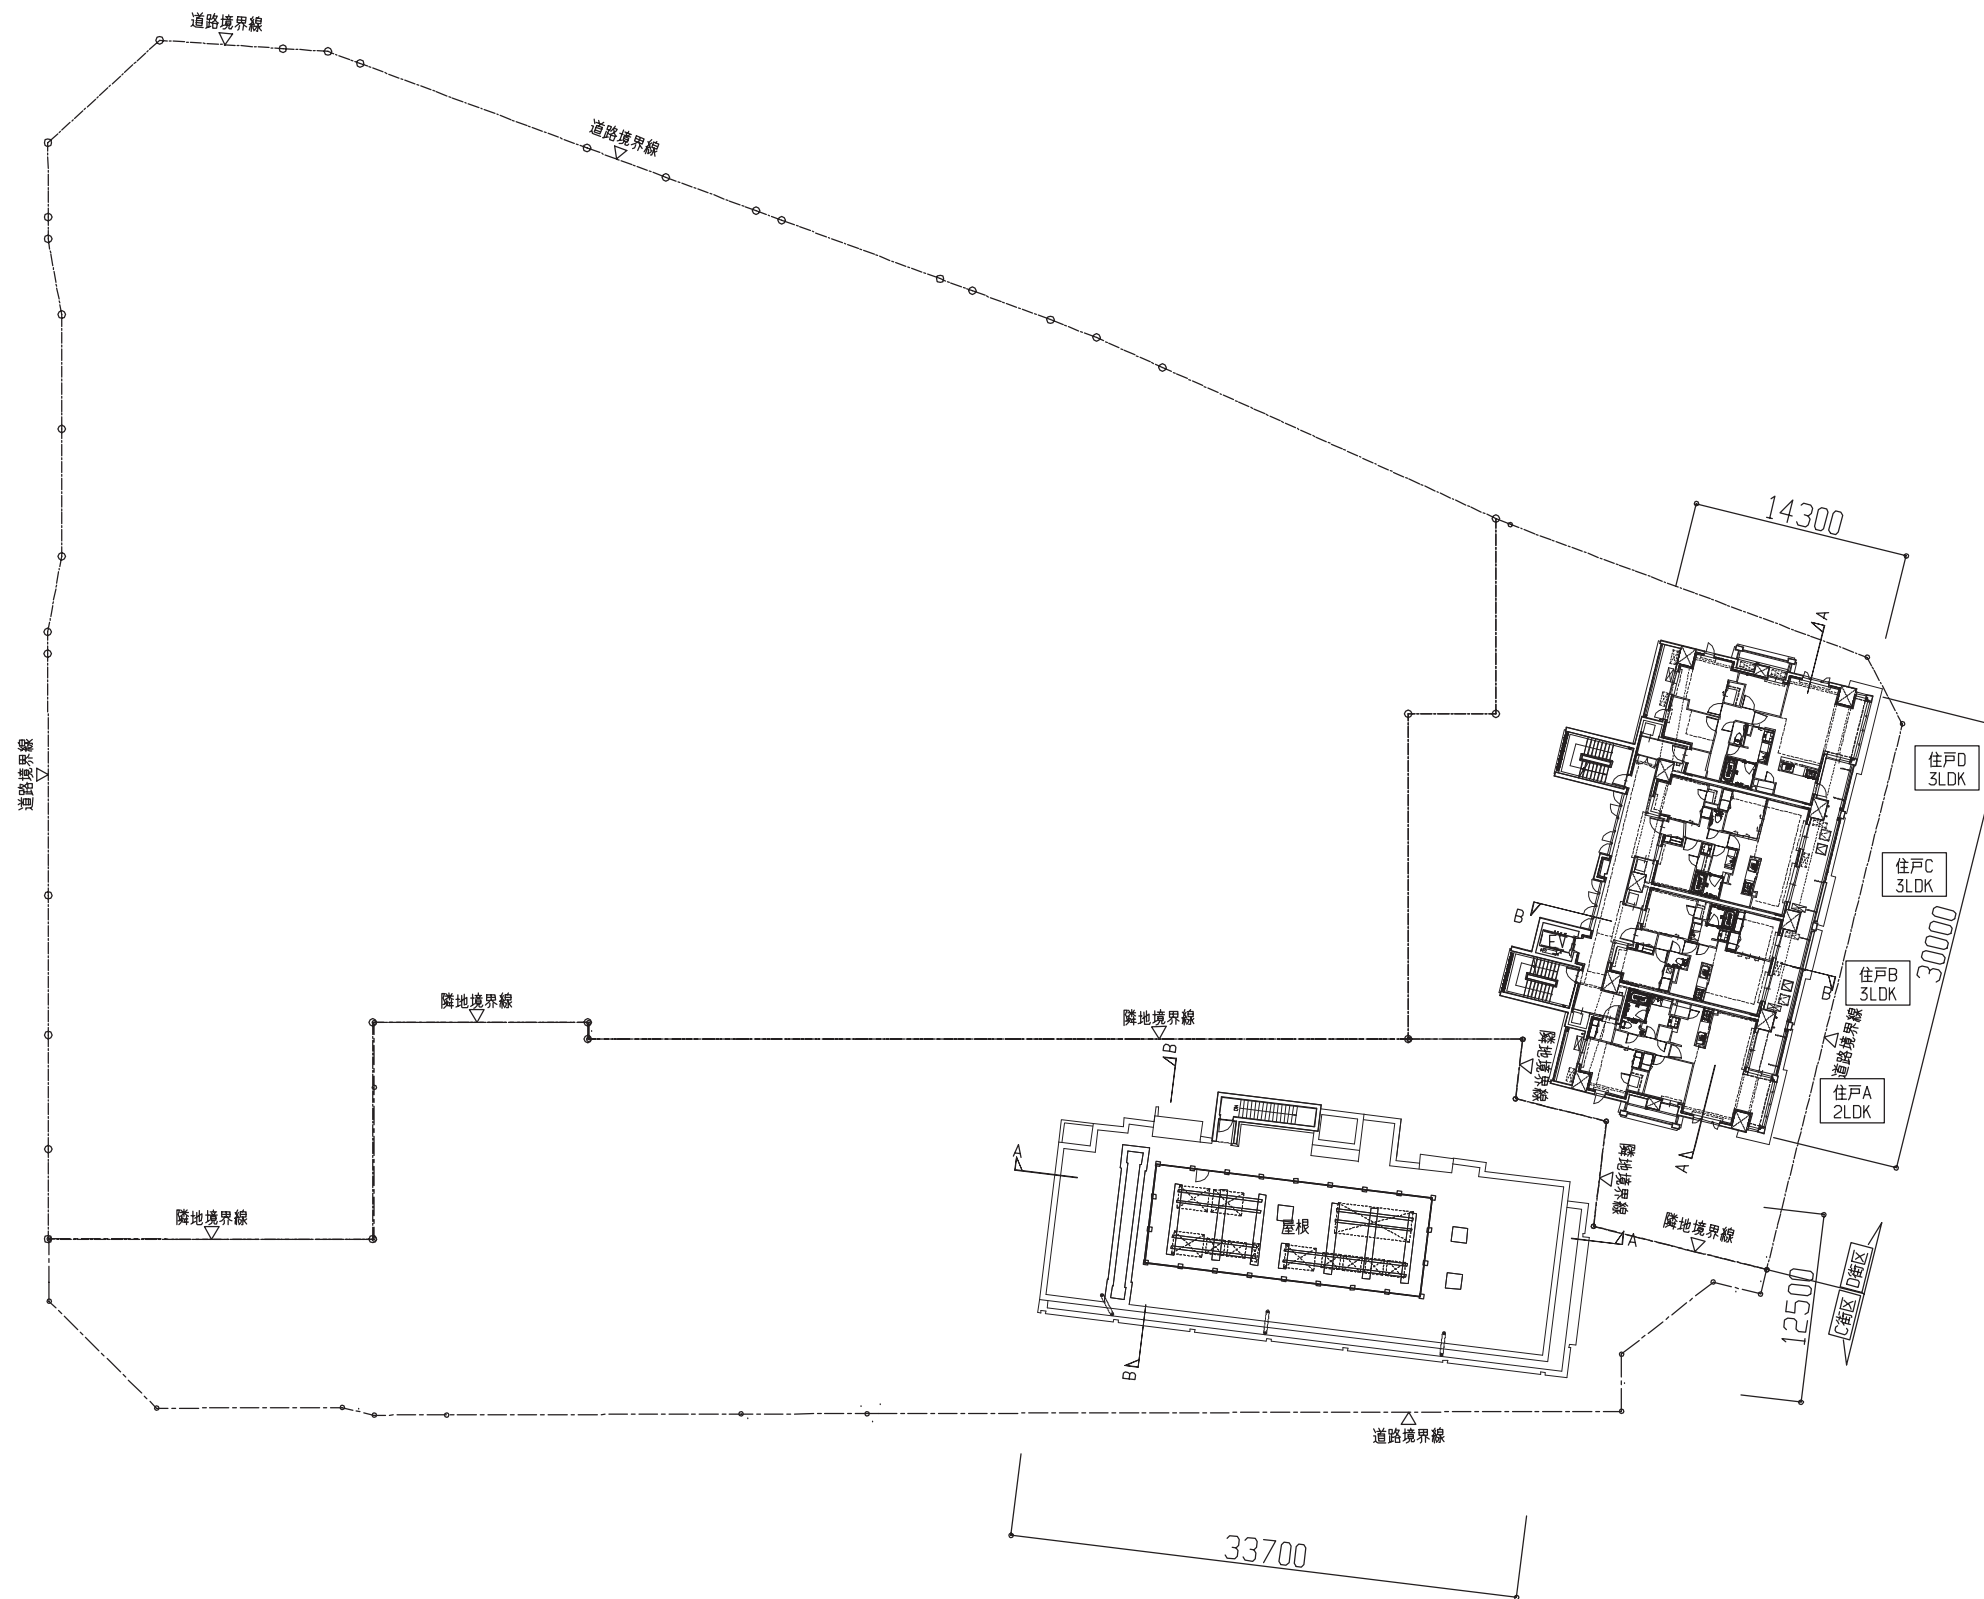 道路境界線
道路境界線
14300
A
道路境界線
住戸D
3LDK
住戸C
3LDK
30000
B
EV
住戸B
3LDK
B
隣地境界線
隣地境界線
道路境界線
B
隣地境界線
住戸A
2LDK
A
A
隣地境界線
隣地境界線
隣地境界線
屋根
A
D街区
C街区
12500
B
道路境界線
33700